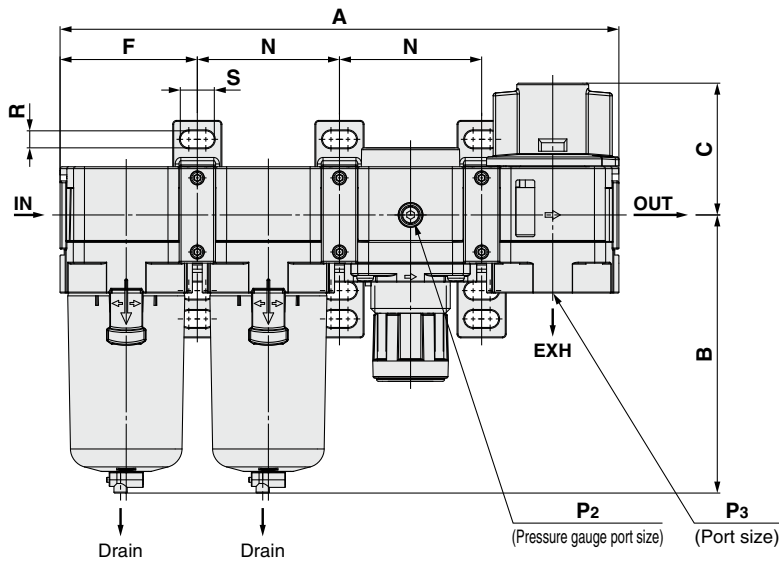 A
F
N
N
S
R
C
IN
OUT
B
EXH
P2
(Pressure gauge port size)
P3
(Port size)
Drain
Drain